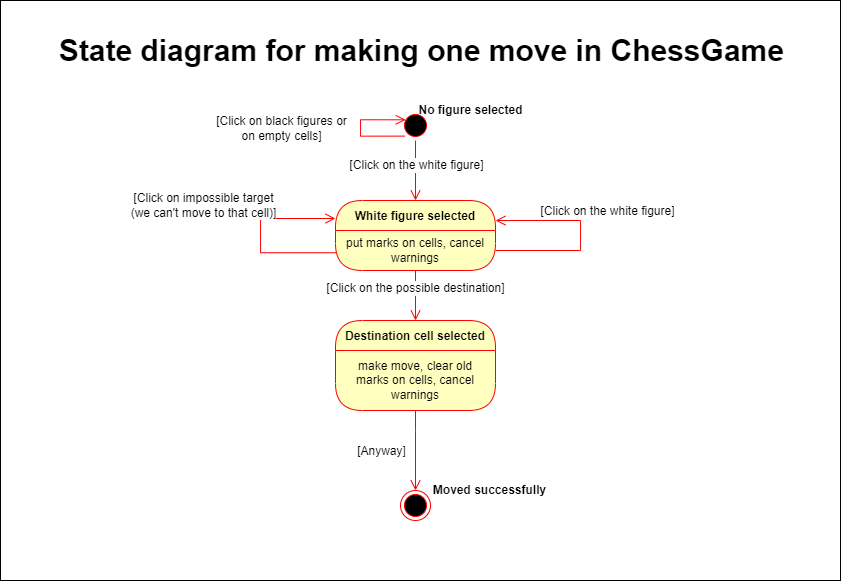 State diagram for making one move in ChessGame
No figure selected
[Click on black figures or
on empty cells]
[Click on the white figure]
[Click on impossible target
(we can't move to that cell)]
White figure selected
[Click on the white figure]
put marks on cells, cancel
warnings
[Click on the possible destination]
Destination cell selected
make move, clear old
marks on cells, cancel
warnings
[Anyway]
Moved successfully